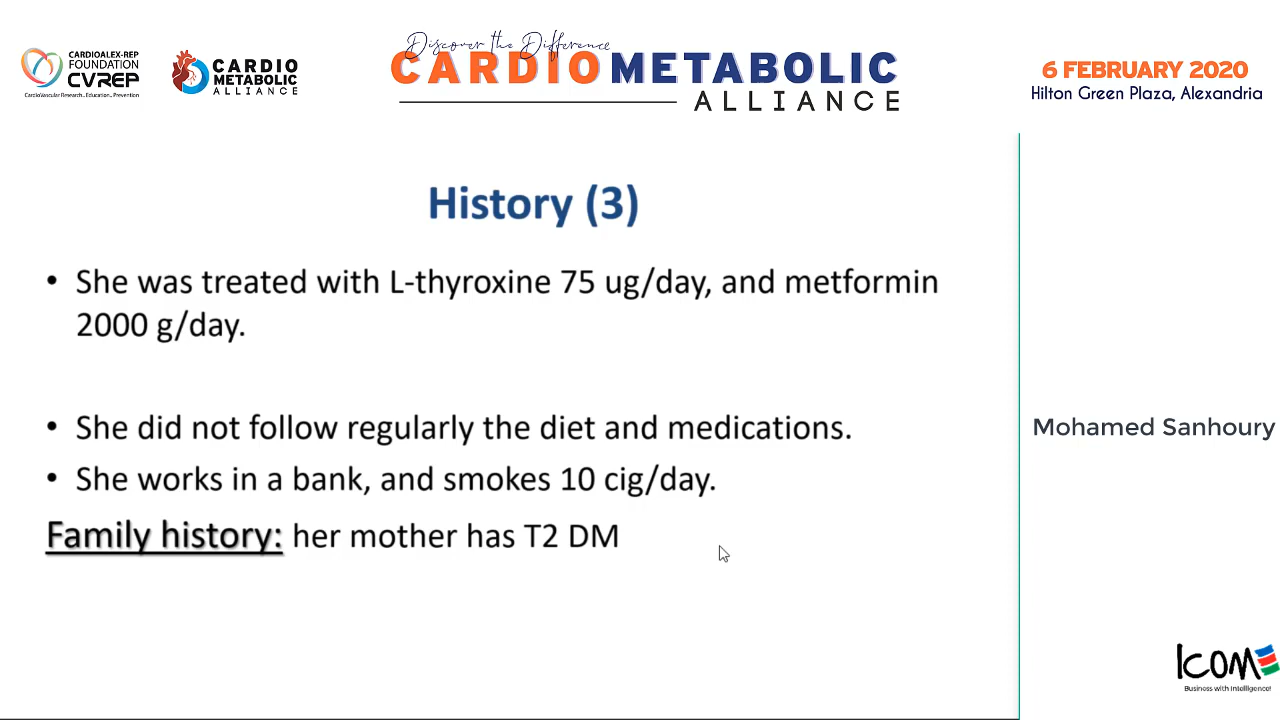 CARDIOALEX-REP
FOUNDATION
CVREP
CardioVascular Research.. Education.. Prevention
CARDIO
METABOLIC
ALLIANCE
Discover the Difference
CARDIOMETABOLIC
ALLIANCE
6 FEBRUARY 2020
Hilton Green Plaza, Alexandria
History (3)
• She was treated with L-thyroxine 75 ug/day, and metformin
2000 g/day.
• She did not follow regularly the diet and medications.
• She works in a bank, and smokes 10 cig/day.
Family history: her mother has T2 DM
Mohamed Sanhoury
ICOM
Business with Intelligence!